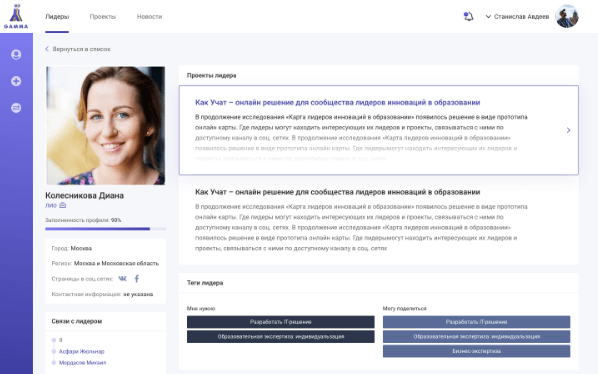 GAMMA
Лидеры
Проекты
Новости
Станислав Авдеев
Вернуться в список
Колесникова Диана
ЛИО
Заполненность профиля: 90%
Город: Москва
Регион: Москва и Московская область
Страницы в соц.сетях:
Контактная информация: не указана
Связи с лидером
Асфари Жюльнар
Мордасов Михаил
Проекты лидера
Как Учат – онлайн решение для сообщества лидеров инноваций в образовании
В продолжение исследования «Карта лидеров инноваций в образовании» появилось решение в виде прототипа
онлайн карты. Где лидеры могут находить интересующих их лидеров и проекты, связываться с ними по
доступному каналу в соц. сетях. В продолжение исследования «Карта лидеров инноваций в образовании»
появилось решение в виде прототипа онлайн карты. Где лидерымогут находить интересующих их лидеров и
Как Учат – онлайн решение для сообщества лидеров инноваций в образовании
В продолжение исследования «Карта лидеров инноваций в образовании» появилось решение в виде прототипа
онлайн карты. Где лидеры могут находить интересующих их лидеров и проекты, связываться с ними по
доступному каналу в соц. сетях. В продолжение исследования «Карта лидеров инноваций в образовании»
появилось решение в виде прототипа онлайн карты. Где лидерымогут находить интересующих их лидеров и
проекты, связываться с ними по доступному каналу в соц. сетях
Теги лидера
Мне нужно
Разработать IT-решение
Образовательная экспертиза: индивидуализация
Могу поделиться
Разработать IT-решение
Образовательная экспертиза: индивидуализация
Бизнес-экспертиза